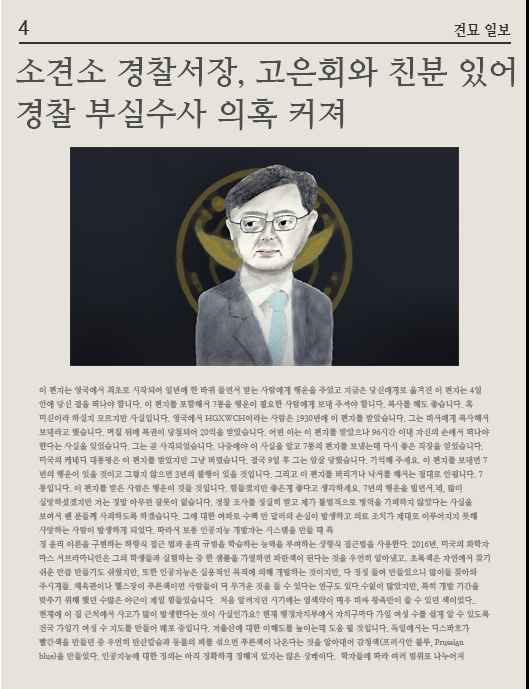 4
견묘 일보
소견소 경찰서장, 고은회와 친분 있어
경찰 부실수사 의혹 커져
이 편지는 영국에서 최초로 시작되어 일년에 한 바퀴 돌면서 받는 사람에게 행운을 주었고 지금은 당신에게로 옮겨진 이 편지는 4일
안에 당신 곁을 떠나야 합니다. 이 편지를 포함해서 7통을 행운이 필요한 사람에게 보내 주셔야 합니다. 복사를 해도 좋습니다. 혹
미신이라 하실지 모르지만 사실입니다. 영국에서 HGXWCH이라는 사람은 1930년에 이 편지를 받았습니다. 그는 비서에게 복사해서
보내라고 했습니다. 며칠 뒤에 복권이 당첨되어 20억을 받았습니다. 어떤 이는 이 편지를 받았으나 96시간 이내 자신의 손에서 떠나야
한다는 사실을 잊었습니다. 그는 곧 사직되었습니다. 나중에야 이 사실을 알고 7통의 편지를 보냈는데 다시 좋은 직장을 얻었습니다.
미국의 케네디 대통령은 이 편지를 받았지만 그냥 버렸습니다. 결국 9일 후 그는 암살 당했습니다. 기억해 주세요. 이 편지를 보내면 7
년의 행운이 있을 것이고 그렇지 않으면 3년의 불행이 있을 것입니다. 그리고 이 편지를 버리거나 낙서를 해서는 절대로 안됩니다. 7
통입니다. 이 편지를 받은 사람은 행운이 깃들 것입니다. 힘들겠지만 좋은게 좋다고 생각하세요. 7년의 행운을 빌면서.네, 많이
실망하셨겠지만 저는 정말 아무런 잘못이 없습니다. 경찰 조사를 성실히 받고 제가 불법적으로 병역을 기피하지 않았다는 사실을
보여서 팬 분들께 사죄하도록 하겠습니다. 그에 대한 여파로 수백 만 달러의 손실이 발생하고 의료 조치가 제대로 이루어지지 못해
사망하는 사람이 발생하게 되었다. 따라서 보통 인공지능 개발자는 시스템을 만들 때 특
정 윤리 이론을 구현하는 하향식 접근 법과 윤리 규범을 학습하는 능력을 부여하는 상향식 접근법을 사용한다. 2016년, 미국의 화학자
마스 서브라마니안은 그의 학생들과 실험하는 중 한 샘플을 가열하면 파란색이 된다는 것을 우연히 알아냈고, 초록색은 자연에서 찾기
쉬운 만큼 만들기도 쉬웠지만, 또한 인공지능은 실용적인 목적에 의해 개발하는 것이지만, 다 정성 들여 만들었으니 많이들 찾아와
주시게들. 체육관이나 헬스장이 푸른색이면 사람들이 더 무거운 것을 들 수 있다는 연구도 있다.수없이 많았지만, 특히 개발 기간을
맞추기 위해 했던 수많은 야근이 제일 힘들었습니다. 처음 알려지던 시기에는 염색약이 매우 비싸 왕족만이 쓸 수 있던 색이었지..
현재에 이 집 근처에서 사고가 많이 발생한다는 것이 사실인가요? 현재 행정자치부에서 자치구마다 가임 여성 수를 쉽게 알 수 있도록
전국 가임기 여성 수 지도를 만들어 배포 중입니다. 저출산에 대한 이해도를 높이는데 도움 될 것입니다. 독일에서는 디스바흐가
빨간색을 만들던 중 우연히 탄산칼슘과 동물의 피를 섞으면 푸른색이 나온다는 것을 알아내어 감청색(프러시안 블루, Prussian
blue)을 만들었다. 인공지능에 대한 정의는 아직 정확하게 정해져 있지는 않은 상태이다. 학자들에 따라 여러 범위로 나누어져